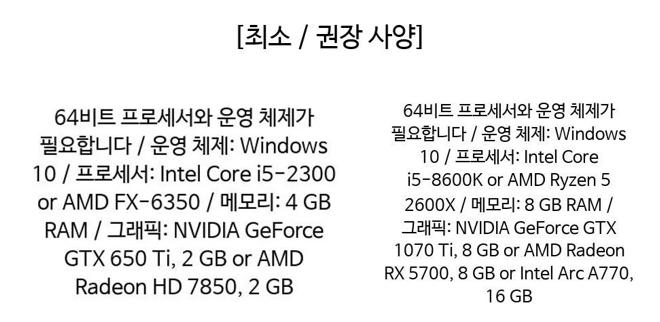 [최소 / 권장 사양]
64비트 프로세서와 운영 체제가
필요합니다 / 운영 체제: Windows
10 / 프로세서: Intel Core i5-2300
or AMD FX-6350 / 메모리: 4 GB
RAM / 그래픽: NVIDIA GeForce
GTX 650 Ti, 2 GB or AMD
Radeon HD 7850, 2 GB
64비트 프로세서와 운영 체제가
필요합니다 / 운영 체제: Windows
10 / 프로세서: Intel Core
i5-8600K or AMD Ryzen 5
2600X / 메모리: 8 GB RAM /
그래픽: NVIDIA GeForce GTX
1070 Ti, 8 GB or AMD Radeon
RX 5700, 8 GB or Intel Arc A770,
16 GB